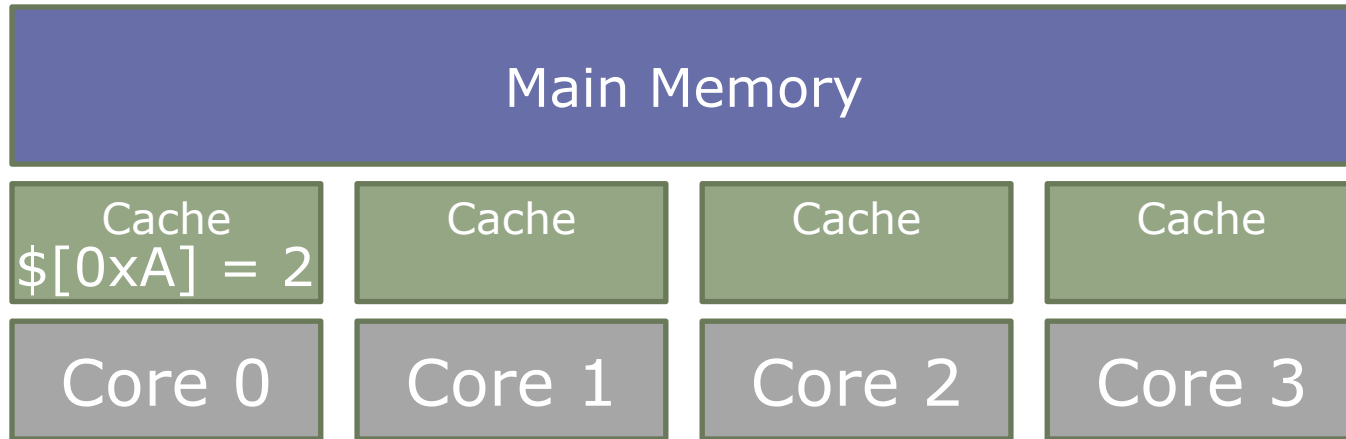 Main Memory
Cache
$[0xA] = 2
Cache
Cache
Cache
Core 0
Core 1
Core 2
Core 3